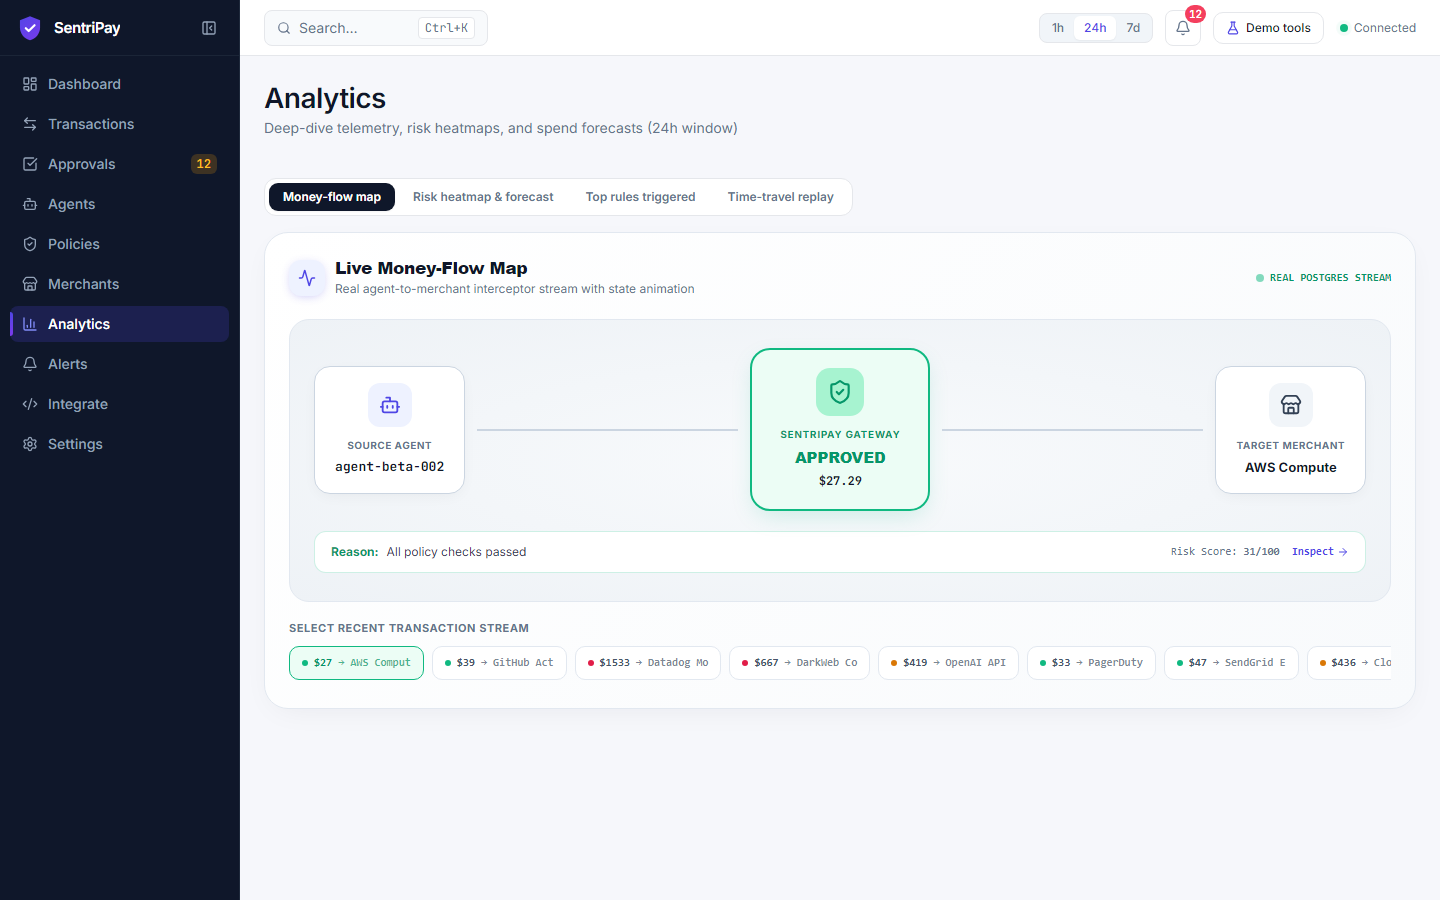 SentriPay
Dashboard
Transactions
Approvals 12
Agents
Policies
Merchants
Analytics
Alerts
Integrate
Settings
Search... Ctrl+K
1h 24h 7d 12 Demo tools Connected
Analytics
Deep-dive telemetry, risk heatmaps, and spend forecasts (24h window)
Money-flow map Risk heatmap & forecast Top rules triggered Time-travel replay
Live Money-Flow Map
Real agent-to-merchant interceptor stream with state animation
REAL POSTGRES STREAM
SOURCE AGENT
agent-beta-002
SENTRIPAY GATEWAY
APPROVED
$27.29
TARGET MERCHANT
AWS Compute
Reason: All policy checks passed Risk Score: 31/100 Inspect →
SELECT RECENT TRANSACTION STREAM
$27 → AWS Comput $39 → GitHub Act $1533 → Datadog Mo $667 → DarkWeb Co $419 → OpenAI API $33 → PagerDuty $47 → SendGrid E $436 → Clo